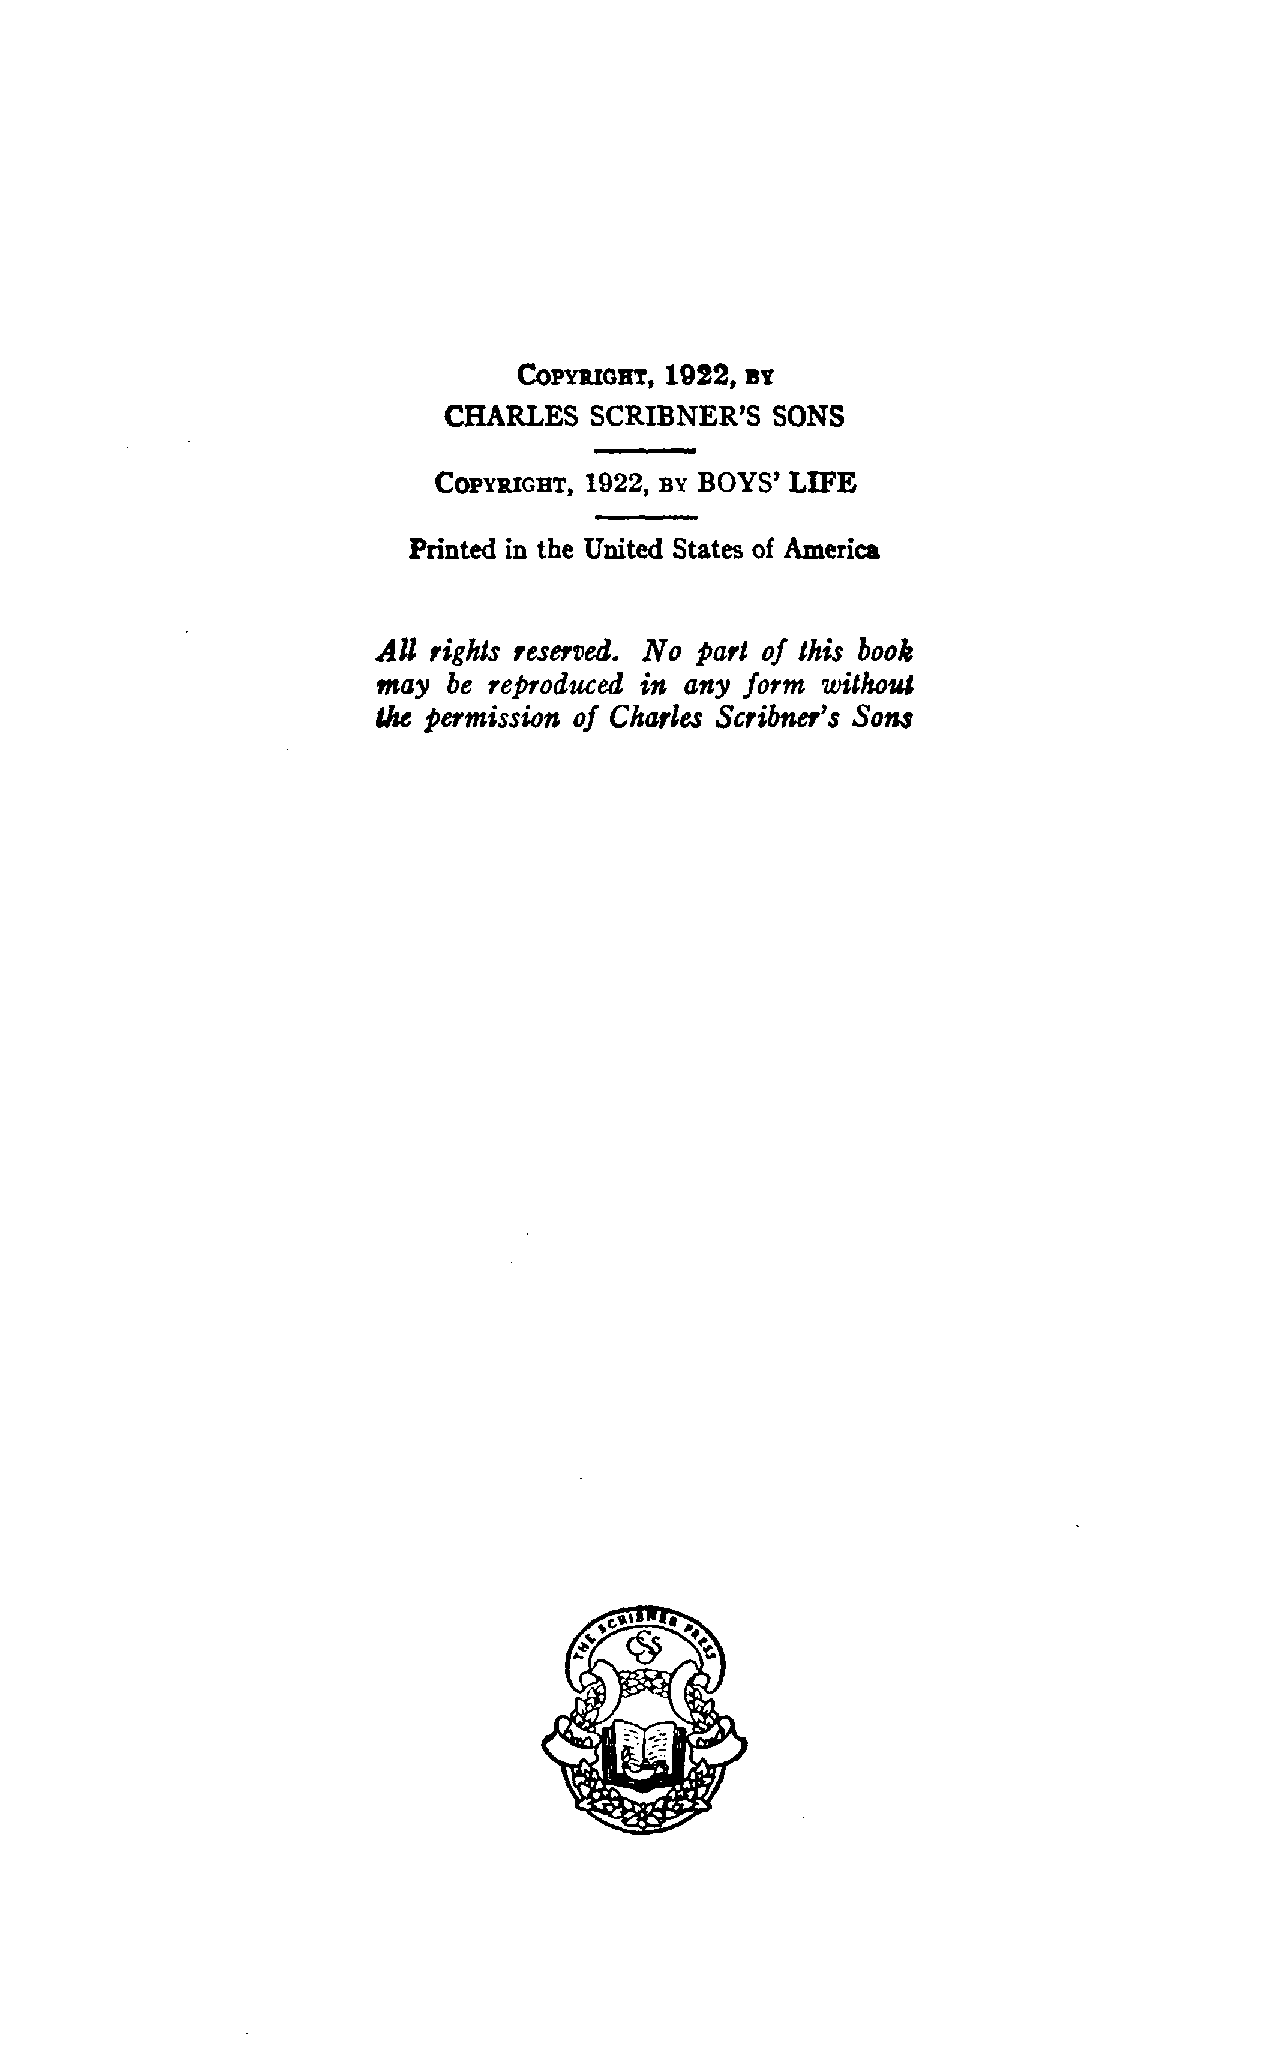 COPYRIGHT, 1922, BY
CHARLES SCRIBNER'S SONS
COPYRIGHT, 1922, BY BOYS' LIFE
Printed in the United States of America
All rights reserved. No part of this book
may be reproduced in any form without
the permission of Charles Scribner's Sons
THE SCRIBNER PRESS
CSS